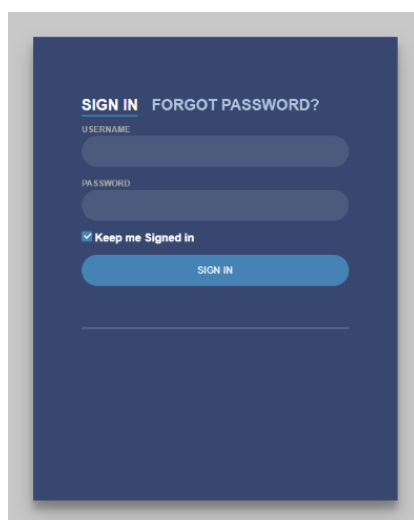 SIGN IN FORGOT PASSWORD?
USERNAME
PASSWORD
Keep me Signed in
SIGN IN